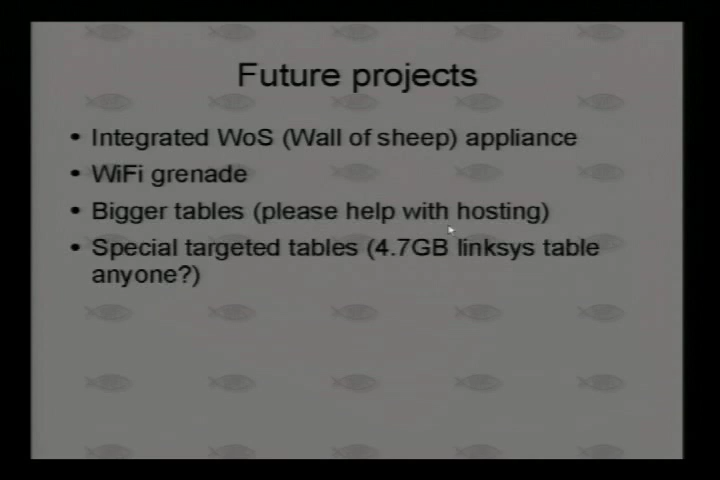 Future projects
• Integrated WoS (Wall of sheep) appliance
• WiFi grenade
• Bigger tables (please help with hosting)
• Special targeted tables (4.7GB linksys table
anyone?)